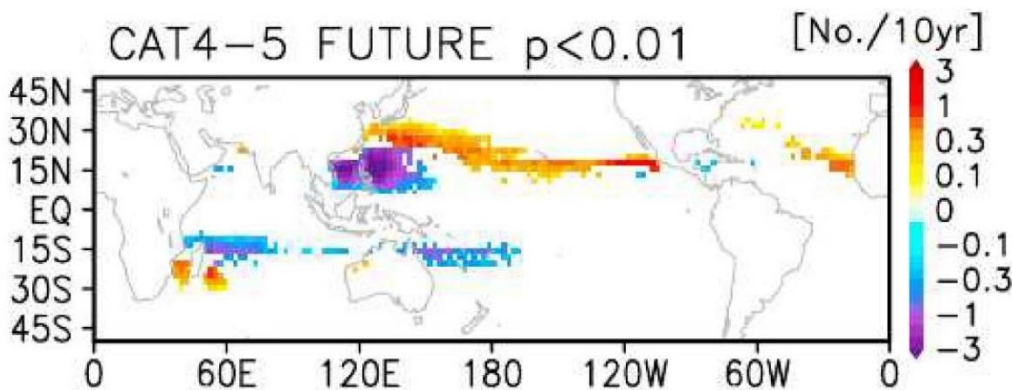 CAT4-5 FUTURE p<0.01
[No./10yr]
45N
30N
15N
EQ
15S
30S
45S
0 60E 120E 180 120W 60W 0
3
1
0.3
0.1
0
-0.1
-0.3
-1
-3